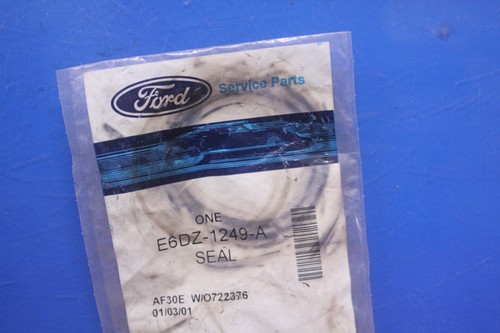 Ford
Service Parts
ONE
E6DZ-1249-A
SEAL
AF30E W/O722376
01/03/01